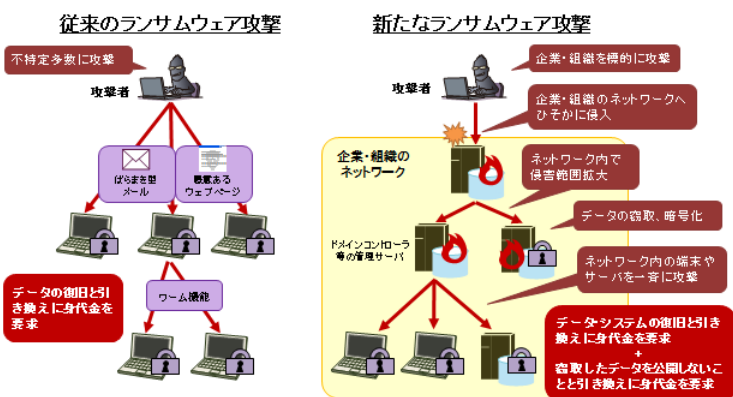 従来のランサムウェア攻撃
不特定多数に攻撃
攻撃者
ばらまき型
メール
悪意ある
ウェブページ
データの復旧と引
き換えに身代金を
要求
ワーム機能
新たなランサムウェア攻撃
企業・組織を標的に攻撃
攻撃者
企業・組織のネットワークへ
ひそかに侵入
企業・組織の
ネットワーク
ネットワーク内で
侵害範囲拡大
データの窃取、暗号化
ドメインコントローラ
等の管理サーバ
ネットワーク内の端末や
サーバを一斉に攻撃
データ・システムの復旧と引き
換えに身代金を要求
+
窃取したデータを公開しないこ
とと引き換えに身代金を要求